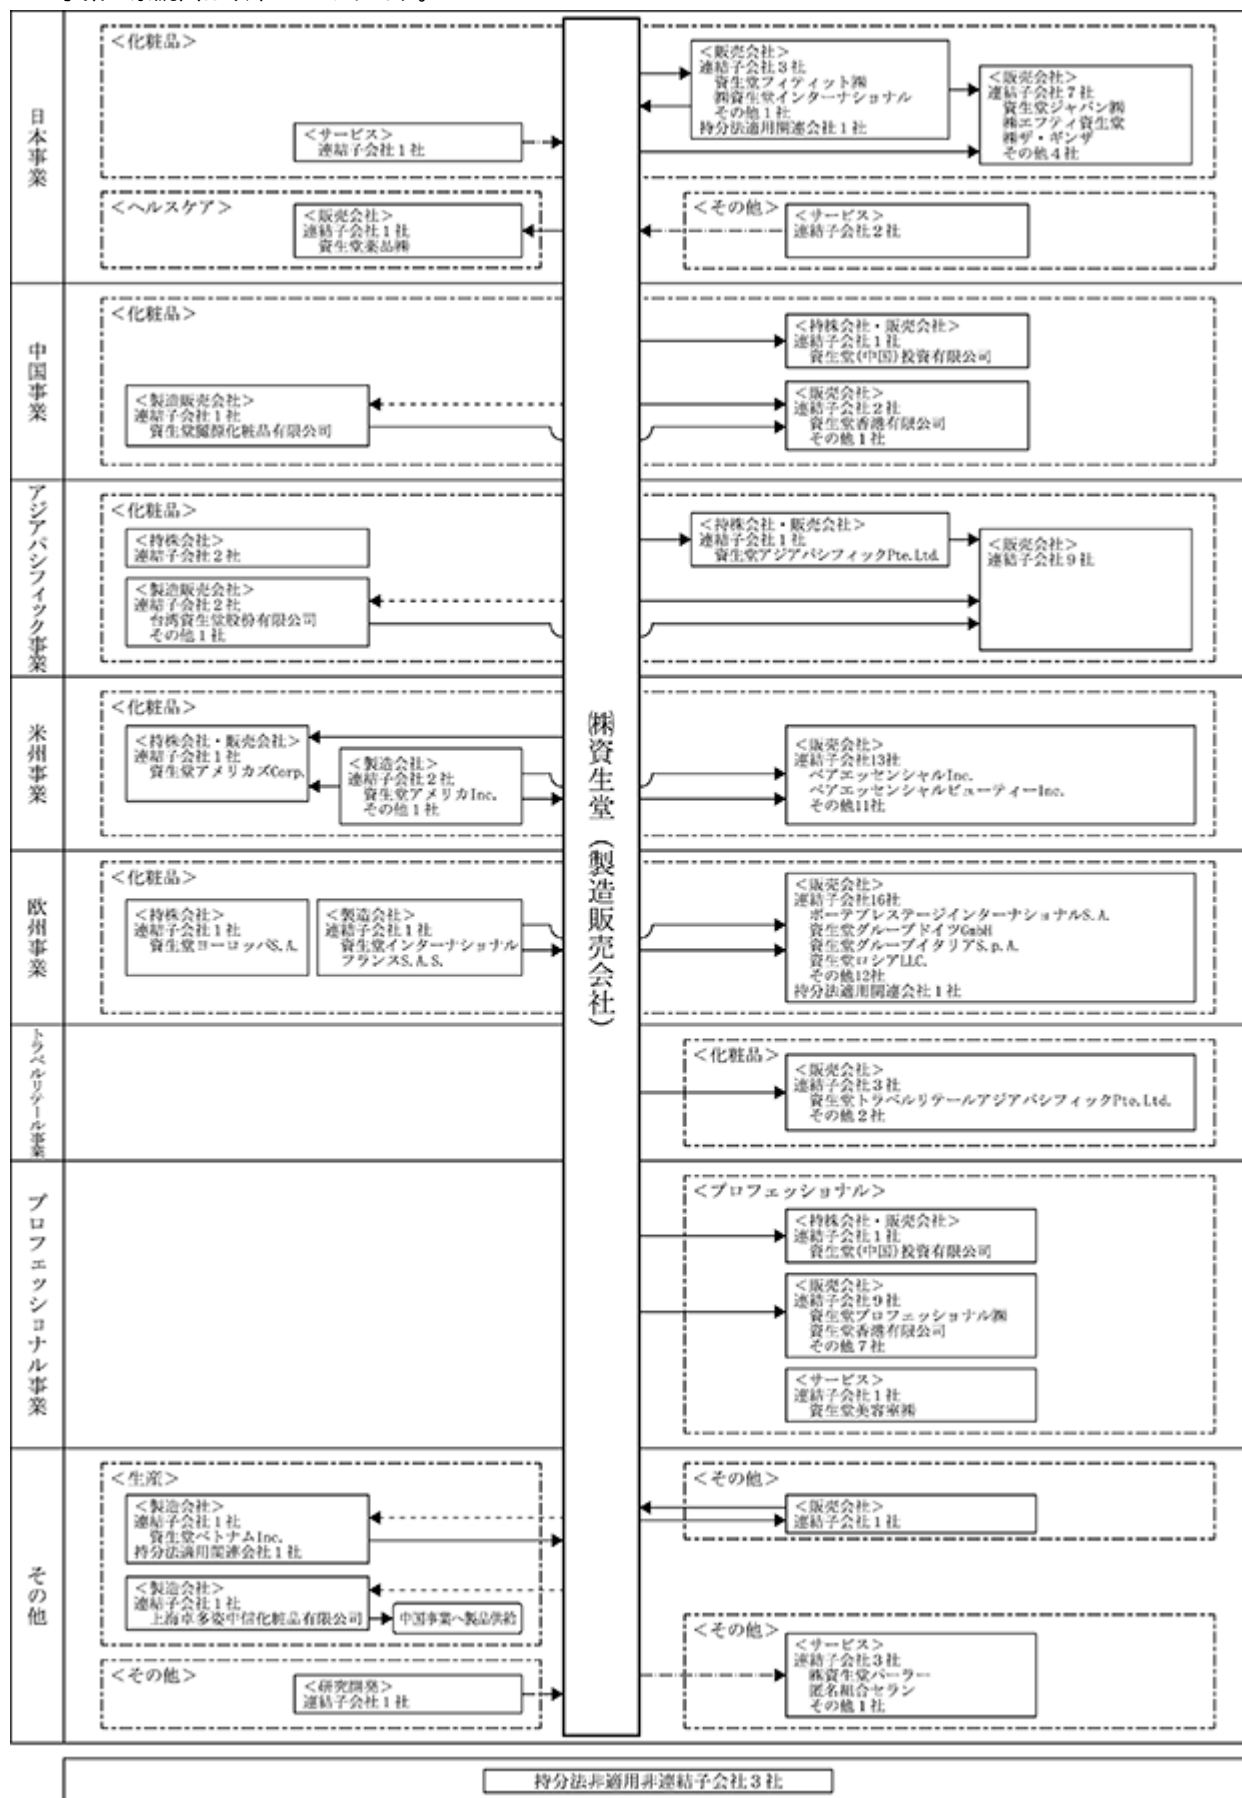 日本事業
＜化粧品＞
＜サービス＞
連結子会社１社
＜販売会社＞
連結子会社３社
資生堂フィティット㈱
㈱資生堂インターナショナル
その他１社
持分法適用関連会社１社
＜販売会社＞
連結子会社７社
資生堂ジャパン㈱
㈱エフティ資生堂
㈱ザ・ギンザ
その他４社
＜ヘルスケア＞
＜販売会社＞
連結子会社１社
資生堂薬品㈱
＜その他＞
＜サービス＞
連結子会社２社
中国事業
＜化粧品＞
＜製造販売会社＞
連結子会社１社
資生堂麗源化粧品有限公司
＜持株会社・販売会社＞
連結子会社１社
資生堂(中国)投資有限公司
＜販売会社＞
連結子会社２社
資生堂香港有限公司
その他１社
アジアパシフィック事業
＜化粧品＞
＜持株会社＞
連結子会社２社
＜製造販売会社＞
連結子会社２社
台湾資生堂股份有限公司
その他１社
＜持株会社・販売会社＞
連結子会社１社
資生堂アジアパシフィックPte.Ltd.
＜販売会社＞
連結子会社９社
米州事業
＜化粧品＞
＜持株会社・販売会社＞
連結子会社１社
資生堂アメリカズCorp.
＜製造会社＞
連結子会社２社
資生堂アメリカInc.
その他１社
＜販売会社＞
連結子会社13社
ベアエッセンシャルInc.
ベアエッセンシャルビューティーInc.
その他11社
㈱資生堂（製造販売会社）
欧州事業
＜化粧品＞
＜持株会社＞
連結子会社１社
資生堂ヨーロッパS.A.
＜製造会社＞
連結子会社１社
資生堂インターナショナル
フランスS.A.S.
＜販売会社＞
連結子会社16社
ボーテプレステージインターナショナルS.A.
資生堂グループドイツGmbH
資生堂グループイタリアS.p.A.
資生堂ロシアLLC.
その他12社
持分法適用関連会社１社
トラベルリテール事業
＜化粧品＞
＜販売会社＞
連結子会社３社
資生堂トラベルリテールアジアパシフィックPte.Ltd.
その他２社
プロフェッショナル事業
＜プロフェッショナル＞
＜持株会社・販売会社＞
連結子会社１社
資生堂(中国)投資有限公司
＜販売会社＞
連結子会社９社
資生堂プロフェッショナル㈱
資生堂香港有限公司
その他７社
＜サービス＞
連結子会社１社
資生堂美容室㈱
その他
＜生産＞
＜製造会社＞
連結子会社１社
資生堂ベトナムInc.
持分法適用関連会社１社
＜製造会社＞
連結子会社１社
上海卓多姿中信化粧品有限公司
中国事業へ製品供給
＜その他＞
＜研究開発＞
連結子会社１社
＜その他＞
＜販売会社＞
連結子会社１社
＜その他＞
＜サービス＞
連結子会社３社
㈱資生堂パーラー
匿名組合セラン
その他１社
持分法非適用非連結子会社３社